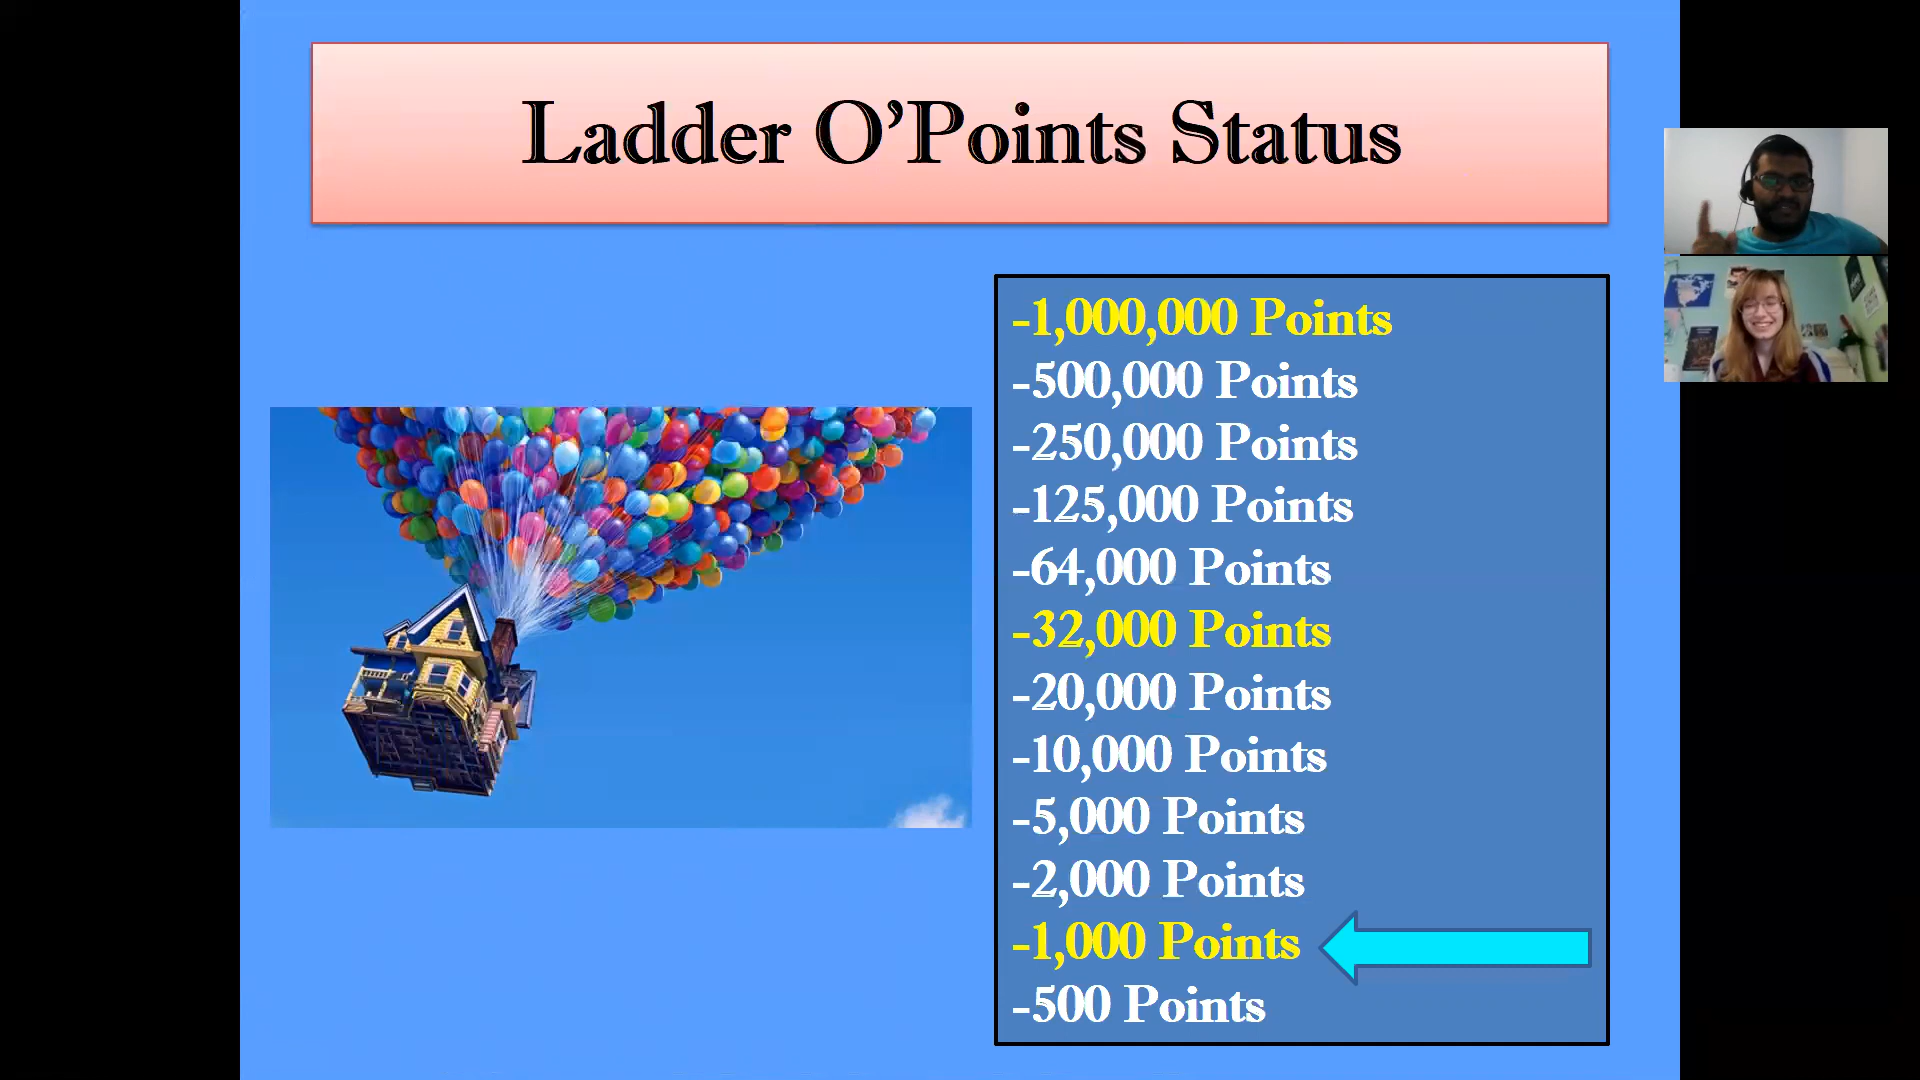 Ladder O'Points Status
-1,000,000 Points
-500,000 Points
-250,000 Points
-125,000 Points
-64,000 Points
-32,000 Points
-20,000 Points
-10,000 Points
-5,000 Points
-2,000 Points
-1,000 Points
-500 Points